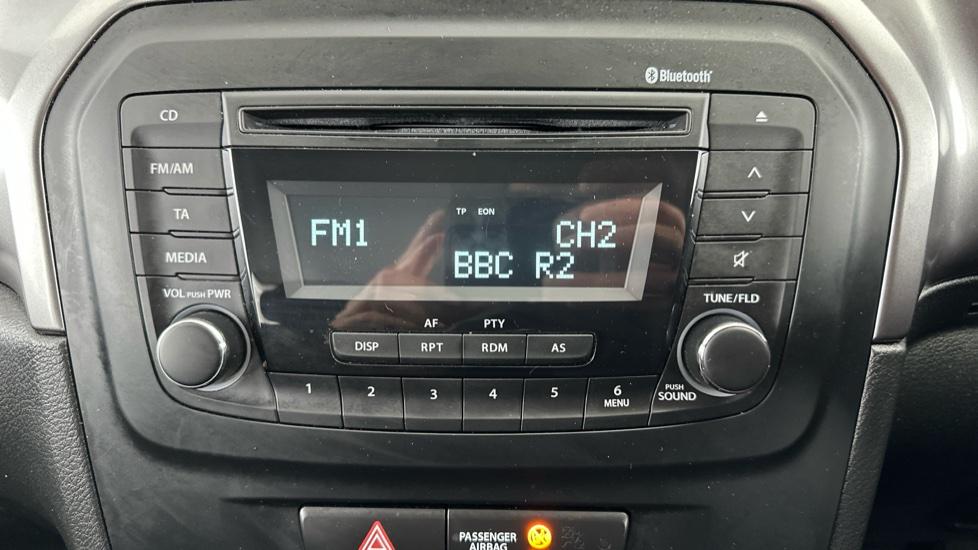 Bluetooth
CD
FM/AM
TA
MEDIA
VOL PUSH PWR
TP EON
FM1 CH2
BBC R2
TUNE/FLD
AF PTY
DISP RPT RDM AS
1 2 3 4 5 6
MENU
PUSH
SOUND
PASSENGER
AIRBAG